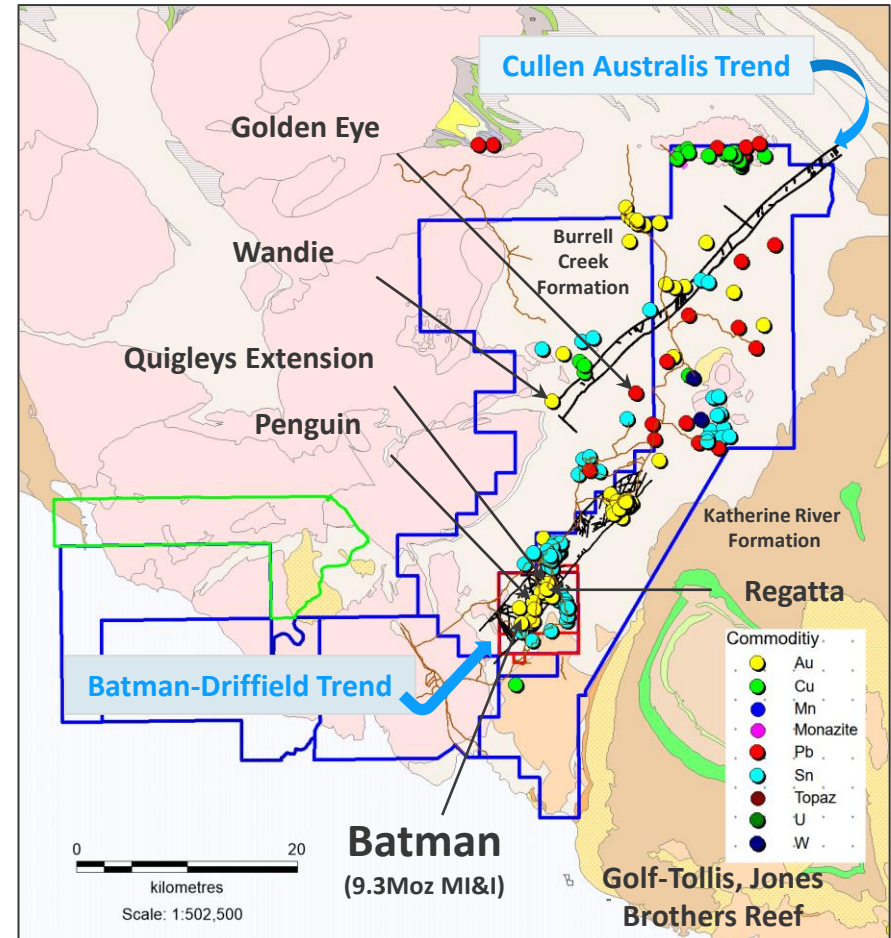 Cullen Australis Trend
Golden Eye
Wandie
Burrell
Creek
Formation
Quigleys Extension
Penguin
Katherine River
Formation
Regatta
Batman-Driffield Trend
Commoditiy
Au
Cu
Mn
Monazite
Pb
Sn
Topaz
U
W
Batman
(9.3Moz MI&I)
0 20
kilometres
Scale: 1:502,500
Golf-Tollis, Jones
Brothers Reef